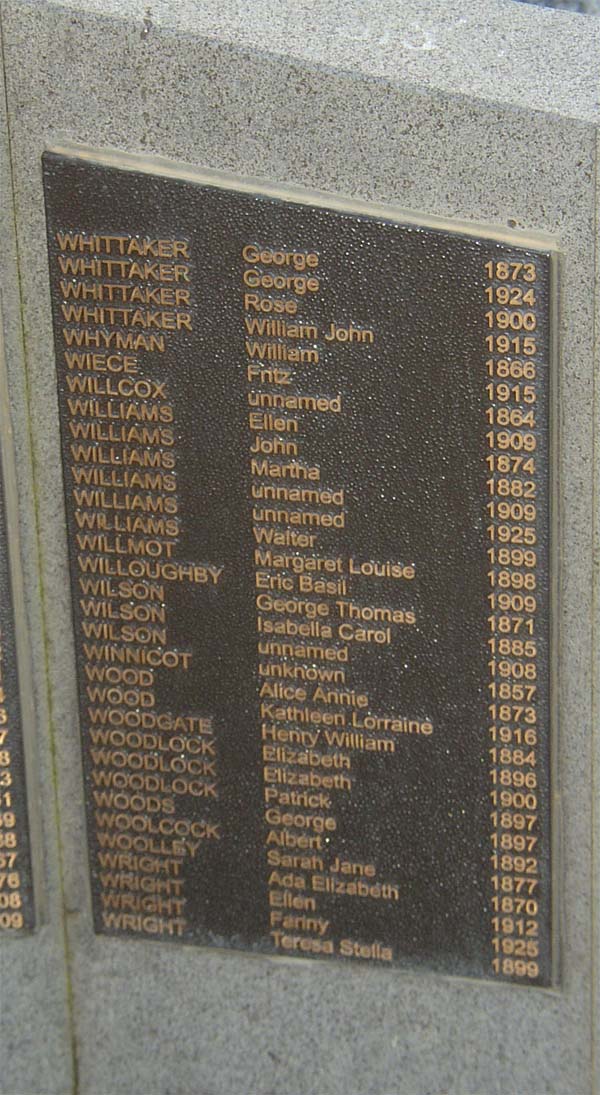 WHITTAKER George 1873
WHITTAKER George 1924
WHITTAKER Rose 1900
WHITTAKER William John 1915
WHYMAN William 1866
WIECE Fritz 1915
WILLCOX unnamed 1864
WILLIAMS Ellen 1909
WILLIAMS John 1874
WILLIAMS Martha 1882
WILLIAMS unnamed 1909
WILLIAMS unnamed 1925
WILLIAMS Walter 1899
WILLMOT Margaret Louise 1898
WILLOUGHBY Eric Basil 1909
WILSON George Thomas 1871
WILSON Isabella Carol 1885
WILSON unnamed 1908
WINNICOT unknown 1857
WOOD Alice Annie 1873
WOOD Kathleen Lorraine 1916
WOODGATE Henry William 1884
WOODLOCK Elizabeth 1896
WOODLOCK Elizabeth 1900
WOODLOCK Patrick 1897
WOODS George 1897
WOOLCOCK Albert 1892
WOOLLEY Sarah Jane 1877
WRIGHT Ada Elizabeth 1870
WRIGHT Ellen 1912
WRIGHT Fanny 1925
WRIGHT Teresa Stella 1899